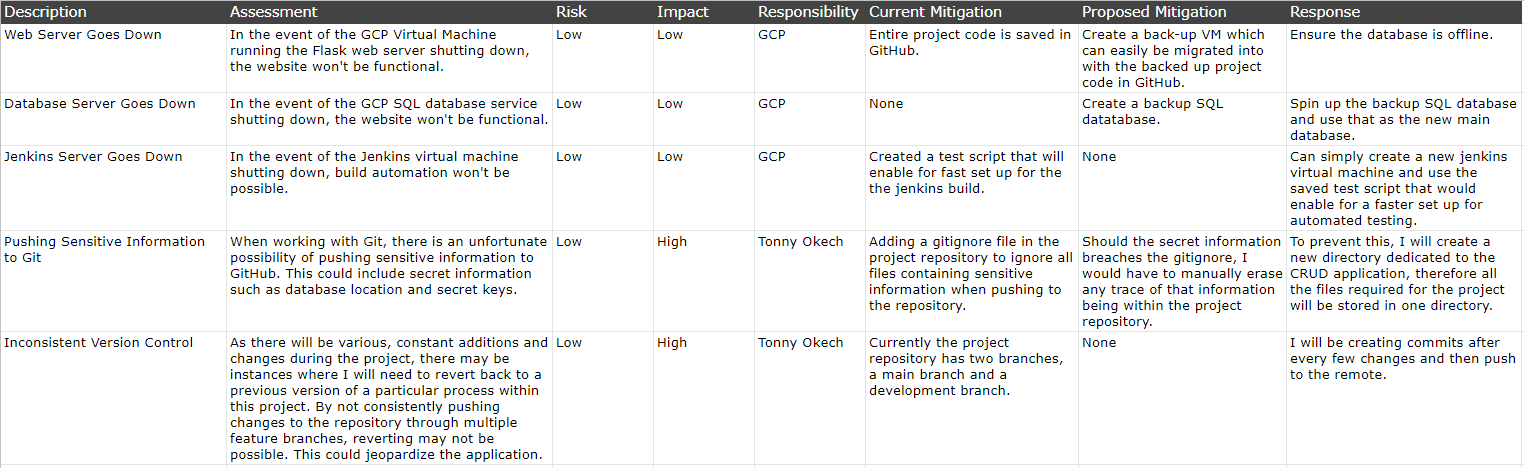 Description Assessment Risk Impact Responsibility Current Mitigation Proposed Mitigation Response
Web Server Goes Down
In the event of the GCP Virtual Machine
running the Flask web server shutting down,
the website won't be functional.
Low
Low
GCP
Entire project code is saved in
GitHub.
Create a back-up VM which
can easily be migrated into
with the backed up project
code in GitHub.
Ensure the database is offline.
Database Server Goes Down
In the event of the GCP SQL database service
shutting down, the website won't be functional.
Low
Low
GCP
None
Create a backup SQL
datatabase.
Spin up the backup SQL database
and use that as the new main
database.
Jenkins Server Goes Down
In the event of the Jenkins virtual machine
shutting down, build automation won't be
possible.
Low
Low
GCP
Created a test script that will
enable for fast set up for the
the jenkins build.
None
Can simply create a new jenkins
virtual machine and use the
saved test script that would
enable for a faster set up for
automated testing.
Pushing Sensitive Information
to Git
When working with Git, there is an unfortunate
possibility of pushing sensitive information to
GitHub. This could include secret information
such as database location and secret keys.
Low
High
Tonny Okech
Adding a gitignore file in the
project repository to ignore all
files containing sensitive
information when pushing to
the repository.
Should the secret information
breaches the gitignore, I
would have to manually erase
any trace of that information
being within the project
repository.
To prevent this, I will create a
new directory dedicated to the
CRUD application, therefore all
the files required for the project
will be stored in one directory.
Inconsistent Version Control
As there will be various, constant additions and
changes during the project, there may be
instances where I will need to revert back to a
previous version of a particular process within
this project. By not consistently pushing
changes to the repository through multiple
feature branches, reverting may not be
possible. This could jeopardize the application.
Low
High
Tonny Okech
Currently the project
repository has two branches,
a main branch and a
development branch.
None
I will be creating commits after
every few changes and then push
to the remote.